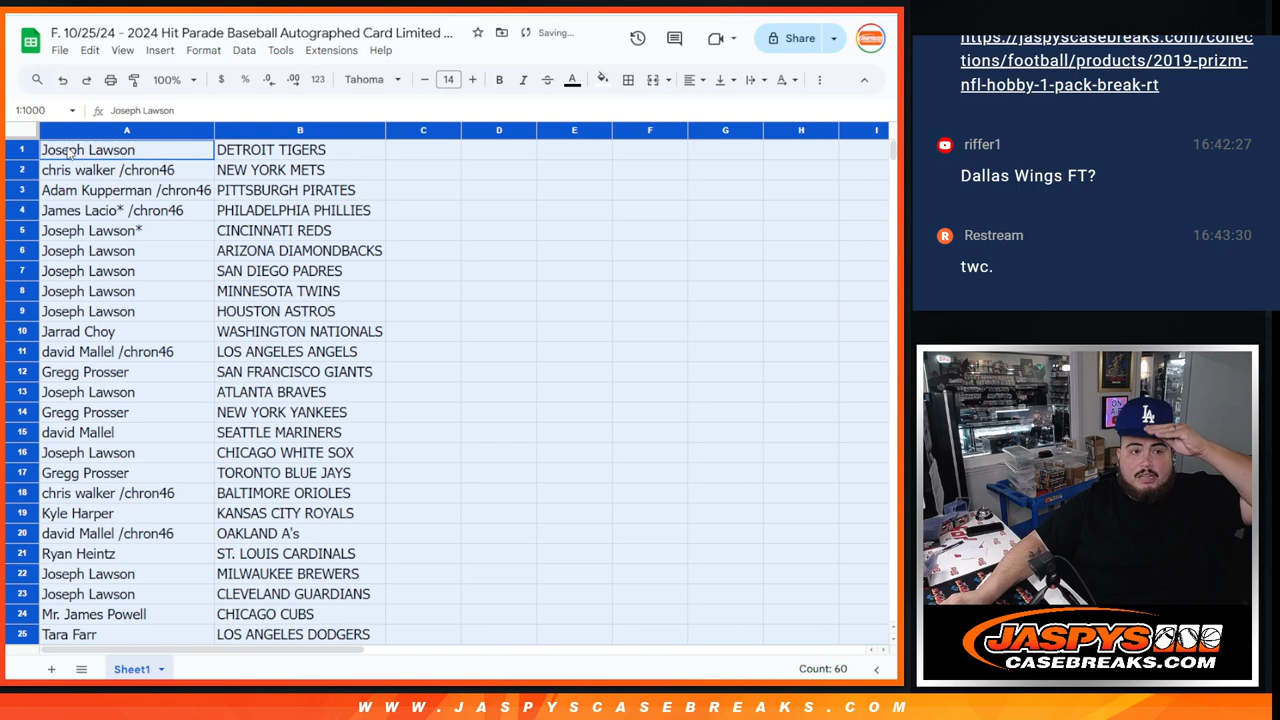 F. 10/25/24 - 2024 Hit Parade Baseball Autographed Card Limited ...
Saving...
Share
File Edit View Insert Format Data Tools Extensions Help
100% $ % .0 .00 123 Tahoma 14 B I A
1:1000 fx Joseph Lawson
A B C D E F G H I
1 Joseph Lawson DETROIT TIGERS
2 chris walker /chron46 NEW YORK METS
3 Adam Kupperman /chron46 PITTSBURGH PIRATES
4 James Lacio* /chron46 PHILADELPHIA PHILLIES
5 Joseph Lawson* CINCINNATI REDS
6 Joseph Lawson ARIZONA DIAMONDBACKS
7 Joseph Lawson SAN DIEGO PADRES
8 Joseph Lawson MINNESOTA TWINS
9 Joseph Lawson HOUSTON ASTROS
10 Jarrad Choy WASHINGTON NATIONALS
11 david Mallel /chron46 LOS ANGELES ANGELS
12 Gregg Prosser SAN FRANCISCO GIANTS
13 Joseph Lawson ATLANTA BRAVES
14 Gregg Prosser NEW YORK YANKEES
15 david Mallel SEATTLE MARINERS
16 Joseph Lawson CHICAGO WHITE SOX
17 Gregg Prosser TORONTO BLUE JAYS
18 chris walker /chron46 BALTIMORE ORIOLES
19 Kyle Harper KANSAS CITY ROYALS
20 david Mallel /chron46 OAKLAND A's
21 Ryan Heintz ST. LOUIS CARDINALS
22 Joseph Lawson MILWAUKEE BREWERS
23 Joseph Lawson CLEVELAND GUARDIANS
24 Mr. James Powell CHICAGO CUBS
25 Tara Farr LOS ANGELES DODGERS
Sheet1
Count: 60
https://jaspyscasebreaks.com/collec
tions/football/products/2019-prizm-
nfl-hobby-1-pack-break-rt
riffer1 16:42:27
Dallas Wings FT?
Restream 16:43:30
twc.
LA
JASPYS
CASEBREAKS.COM
WWW.JASPYSCASEBREAKS.COM